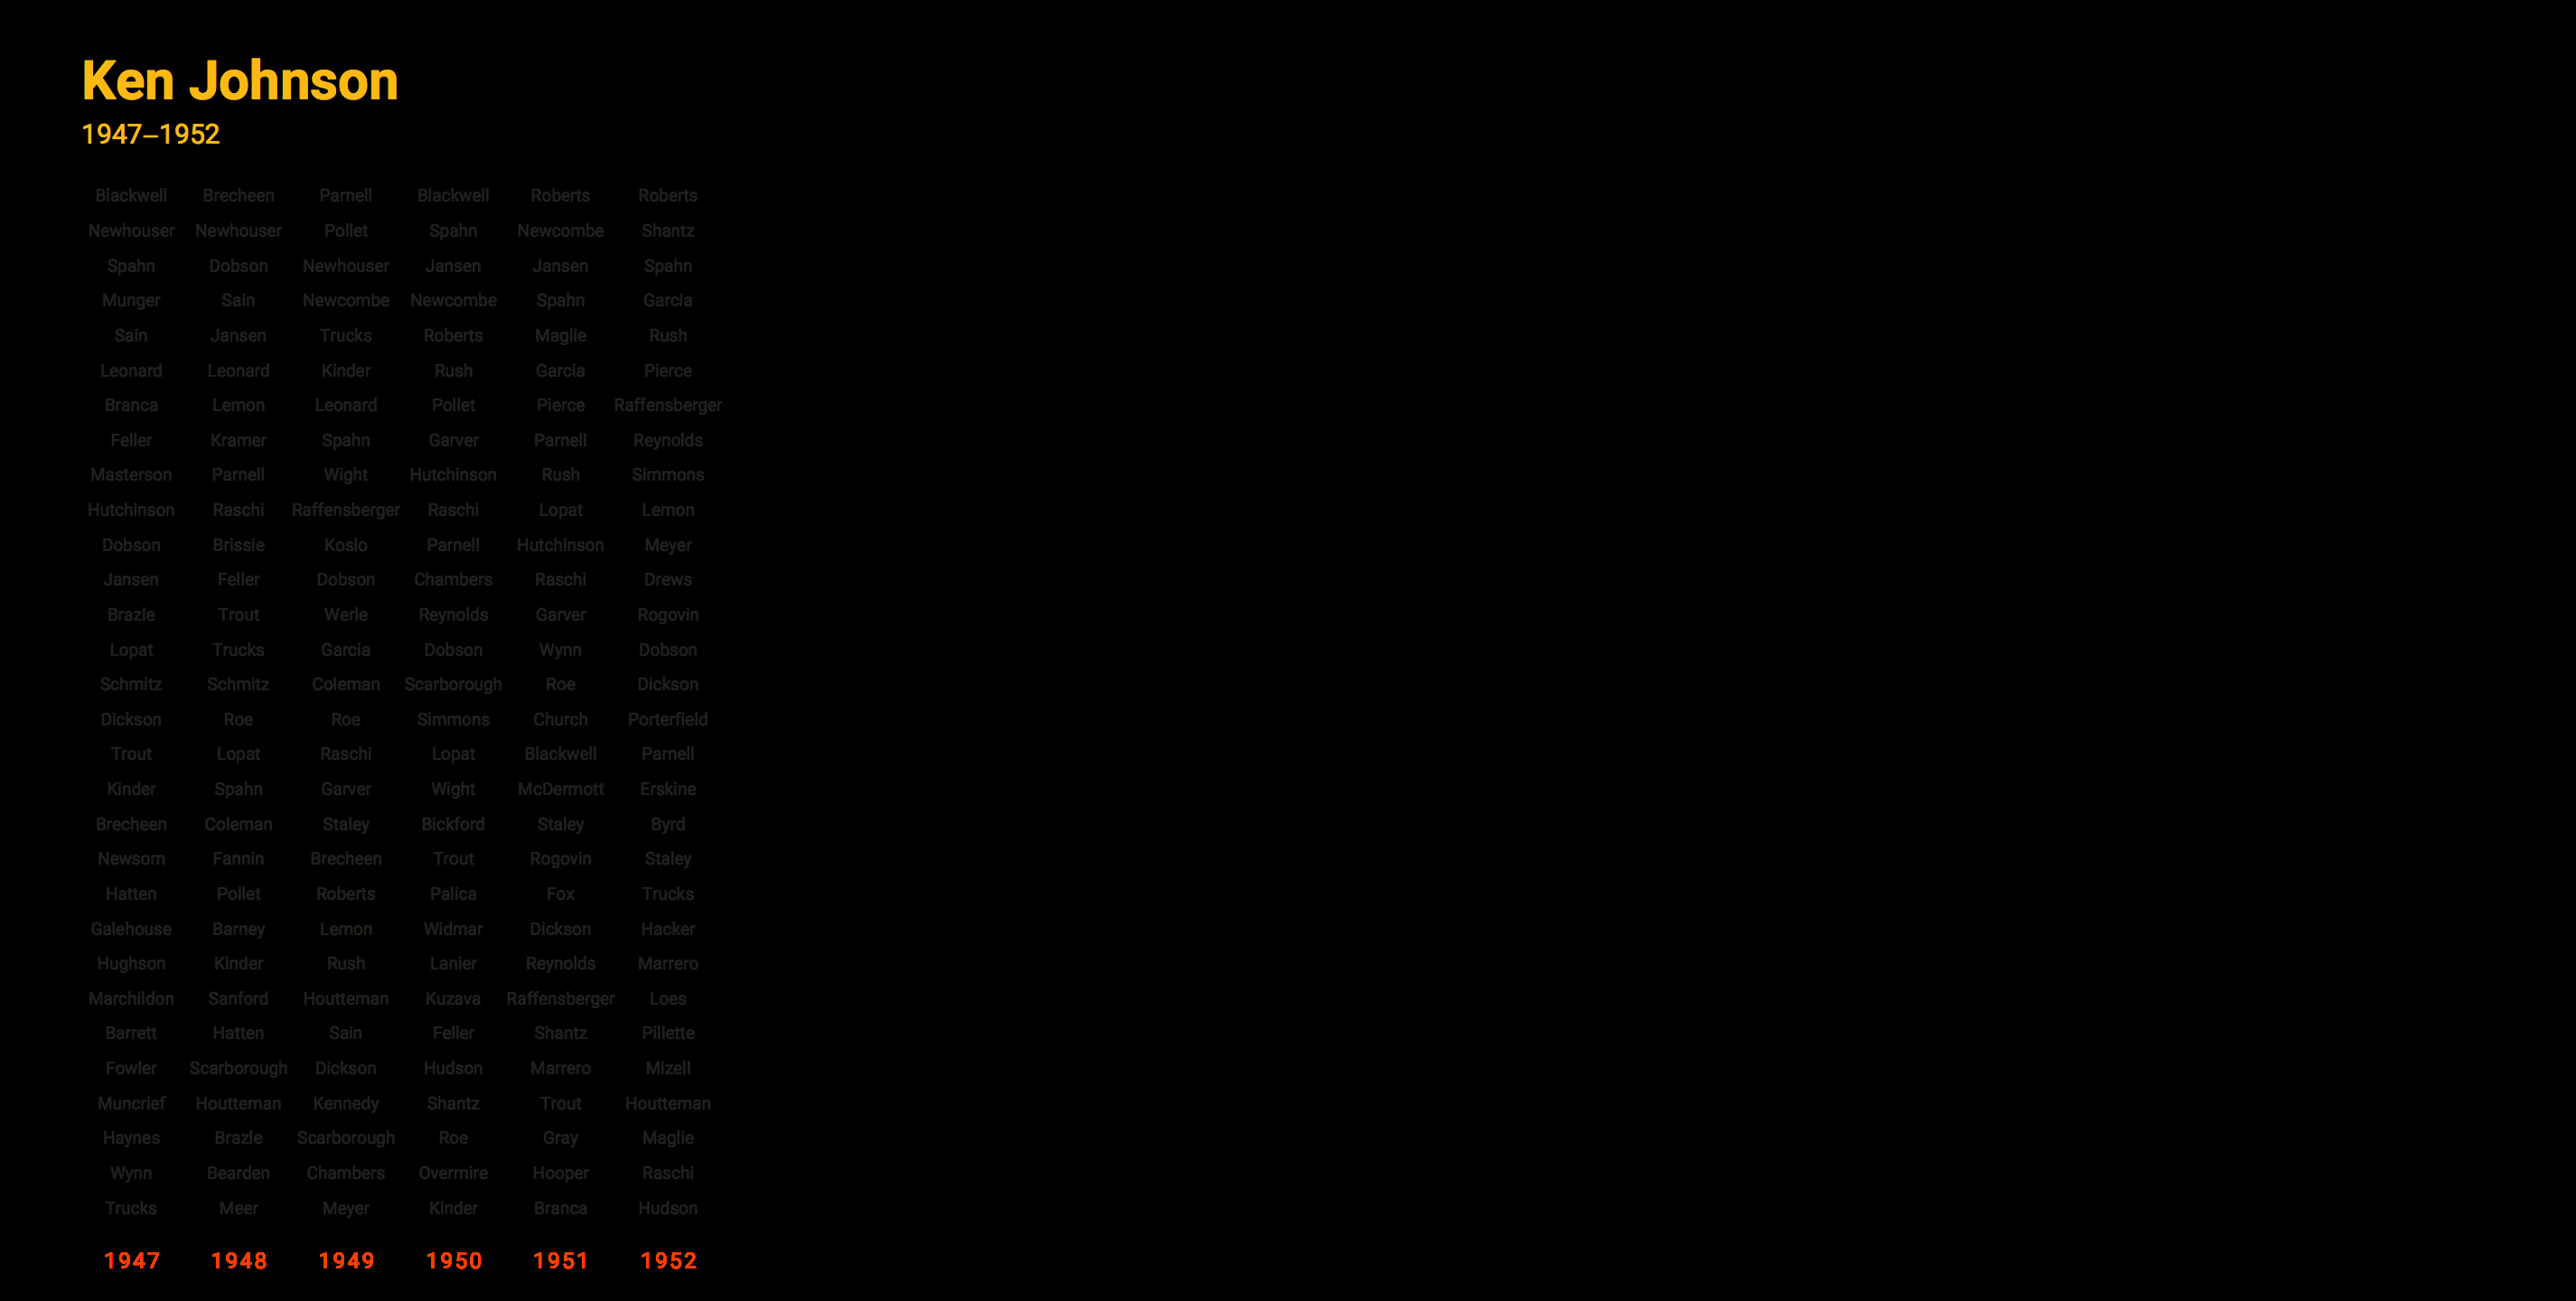 Ken Johnson
1947–1952
Blackwell Brecheen Parnell Blackwell Roberts Roberts
Newhouser Newhouser Pollet Spahn Newcombe Shantz
Spahn Dobson Newhouser Jansen Jansen Spahn
Munger Sain Newcombe Newcombe Spahn Garcia
Sain Jansen Trucks Roberts Maglie Rush
Leonard Leonard Kinder Rush Garcia Pierce
Branca Lemon Leonard Pollet Pierce Raffensberger
Feller Kramer Spahn Garver Parnell Reynolds
Masterson Parnell Wight Hutchinson Rush Simmons
Hutchinson Raschi Raffensberger Raschi Lopat Lemon
Dobson Brissie Koslo Parnell Hutchinson Meyer
Jansen Feller Dobson Chambers Raschi Drews
Brazle Trout Werle Reynolds Garver Rogovin
Lopat Trucks Garcia Dobson Wynn Dobson
Schmitz Schmitz Coleman Scarborough Roe Dickson
Dickson Roe Roe Simmons Church Porterfield
Trout Lopat Raschi Lopat Blackwell Parnell
Kinder Spahn Garver Wight McDermott Erskine
Brecheen Coleman Staley Bickford Staley Byrd
Newsom Fannin Brecheen Trout Rogovin Staley
Hatten Pollet Roberts Palica Fox Trucks
Galehouse Barney Lemon Widmar Dickson Hacker
Hughson Kinder Rush Lanier Reynolds Marrero
Marchildon Sanford Houtteman Kuzava Raffensberger Loes
Barrett Hatten Sain Feller Shantz Pillette
Fowler Scarborough Dickson Hudson Marrero Mizell
Muncrief Houtteman Kennedy Shantz Trout Houtteman
Haynes Brazle Scarborough Roe Gray Maglie
Wynn Bearden Chambers Overmire Hooper Raschi
Trucks Meer Meyer Kinder Branca Hudson
1947 1948 1949 1950 1951 1952